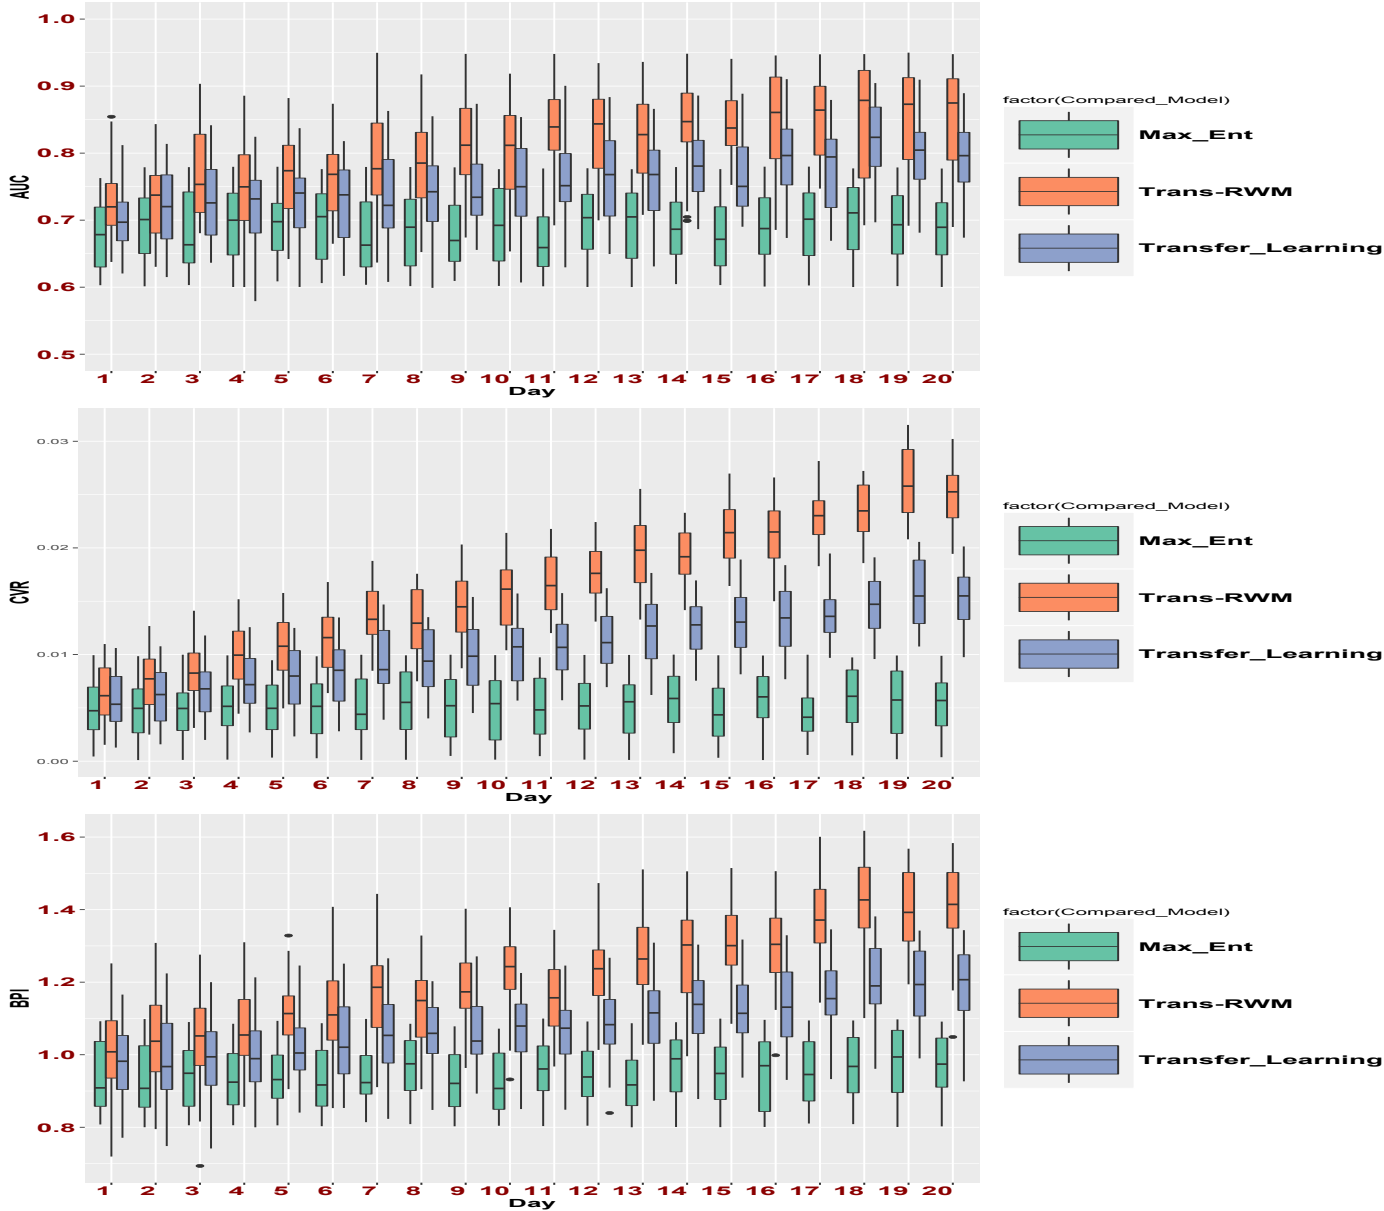 1.0
0.9
0.8
0.7
0.6
0.5
AUC
1 2 3 4 5 6 7 8 9 10 11 12 13 14 15 16 17 18 19 20
Day
factor(Compared_Model)
Max_Ent
Trans-RWM
Transfer_Learning
0.03
0.02
0.01
0.00
CVR
1 2 3 4 5 6 7 8 9 10 11 12 13 14 15 16 17 18 19 20
Day
factor(Compared_Model)
Max_Ent
Trans-RWM
Transfer_Learning
1.6
1.4
1.2
1.0
0.8
BPI
1 2 3 4 5 6 7 8 9 10 11 12 13 14 15 16 17 18 19 20
Day
factor(Compared_Model)
Max_Ent
Trans-RWM
Transfer_Learning